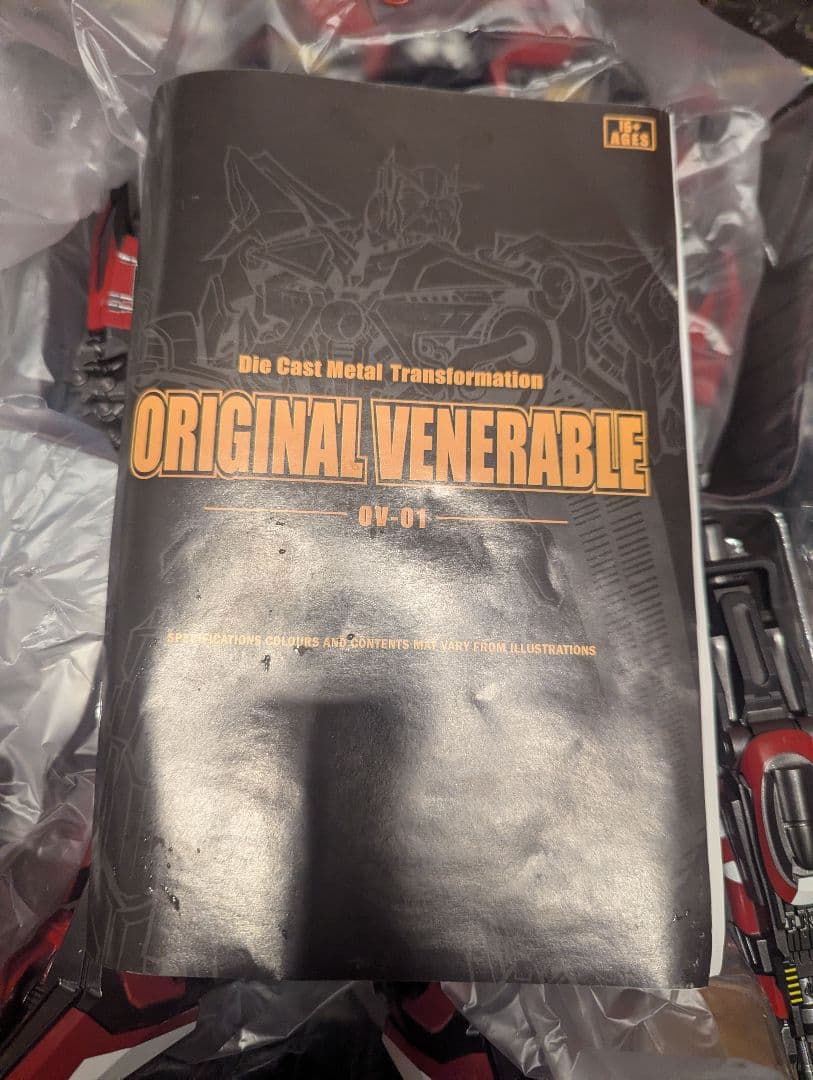 15+
AGES
Die Cast Metal Transformation
ORIGINAL VENERABLE
OV-01
SPECIFICATIONS COLOURS AND CONTENTS MAY VARY FROM ILLUSTRATIONS